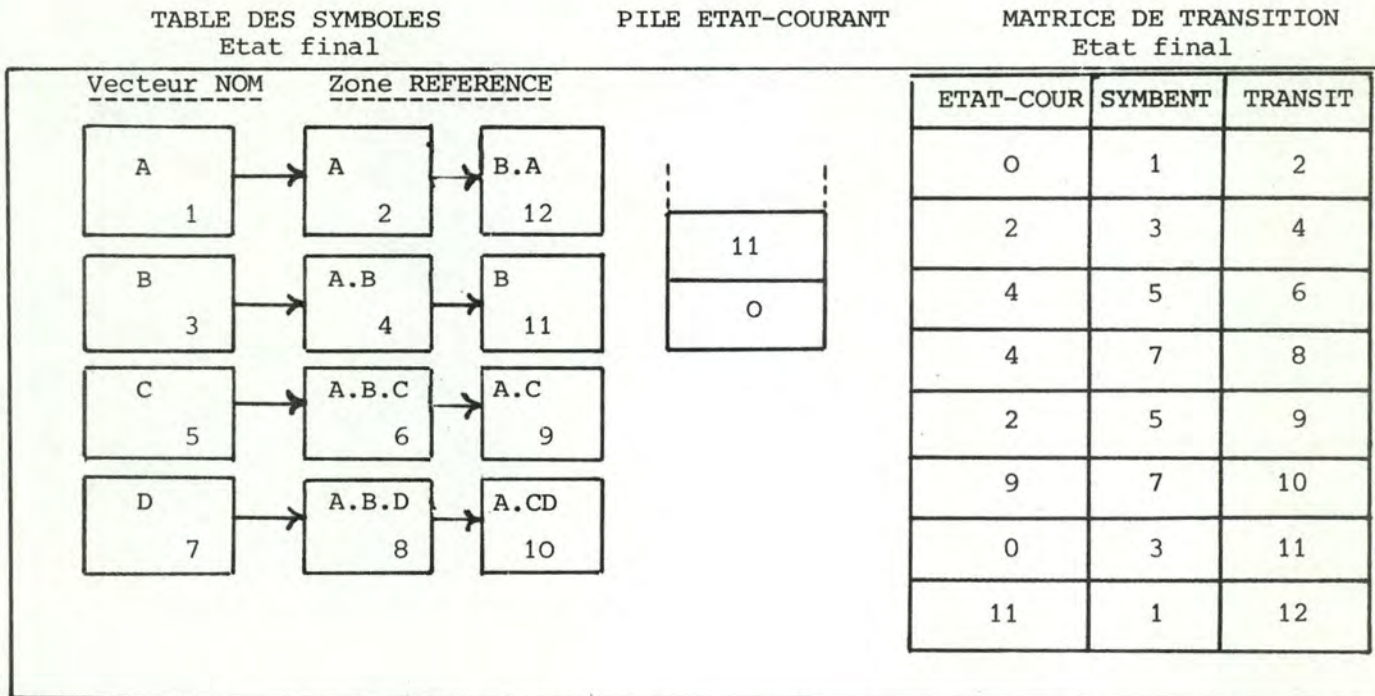 TABLE DES SYMBOLES PILE ETAT-COURANT MATRICE DE TRANSITION
Etat final Etat final
Vecteur NOM Zone REFERENCE
A A B.A
1 2 12
B A.B B
3 4 11
C A.B.C A.C
5 6 9
D A.B.D A.CD
7 8 10
11
0
ETAT-COUR SYMBENT TRANSIT
0 1 2
2 3 4
4 5 6
4 7 8
2 5 9
9 7 10
0 3 11
11 1 12